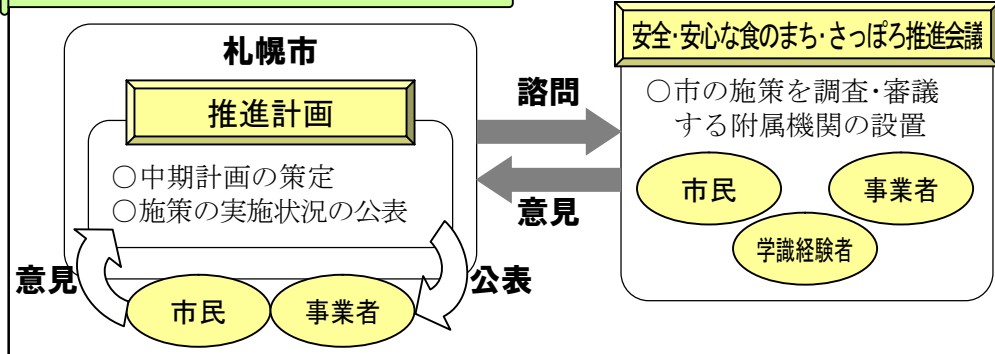 札幌市
推進計画
○中期計画の策定
○施策の実施状況の公表
意見
公表
市民
事業者
諮問
意見
安全・安心な食のまち・さっぽろ推進会議
○市の施策を調査・審議
する附属機関の設置
市民
事業者
学識経験者